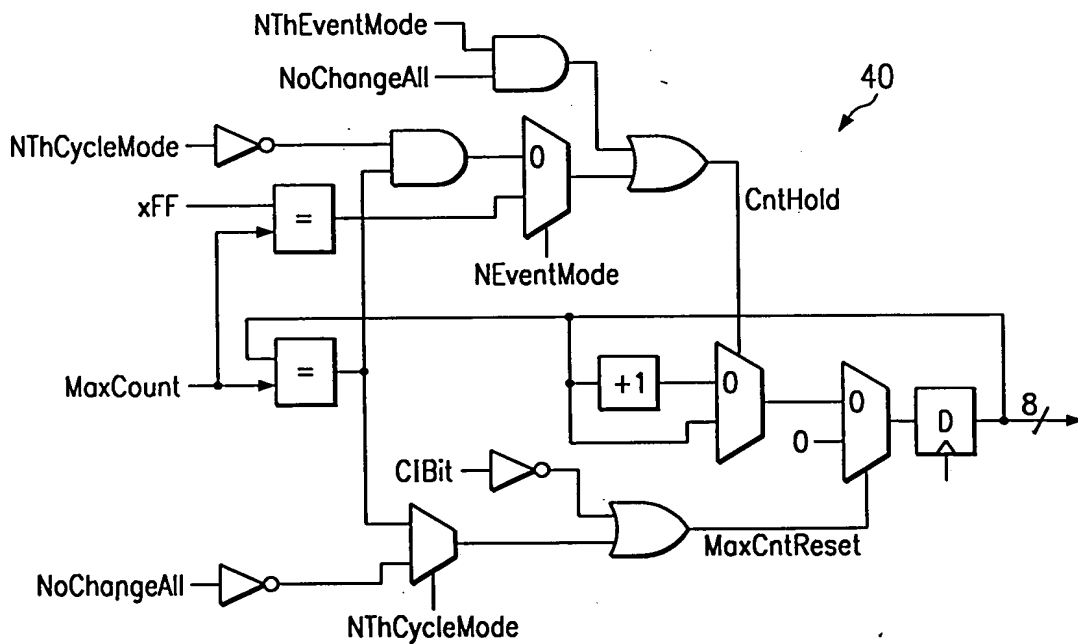 NThEventMode
NoChangeAll
40
NThCycleMode
0
xFF
=
CntHold
NEventMode
=
MaxCount
+1
0
0
0
D
8
CIBit
MaxCntReset
NoChangeAll
NThCycleMode